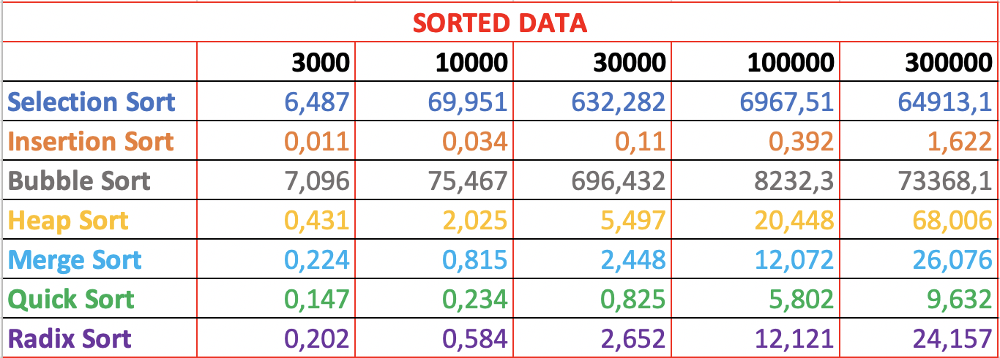 SORTED DATA
3000 10000 30000 100000 300000
Selection Sort 6,487 69,951 632,282 6967,51 64913,1
Insertion Sort 0,011 0,034 0,11 0,392 1,622
Bubble Sort 7,096 75,467 696,432 8232,3 73368,1
Heap Sort 0,431 2,025 5,497 20,448 68,006
Merge Sort 0,224 0,815 2,448 12,072 26,076
Quick Sort 0,147 0,234 0,825 5,802 9,632
Radix Sort 0,202 0,584 2,652 12,121 24,157